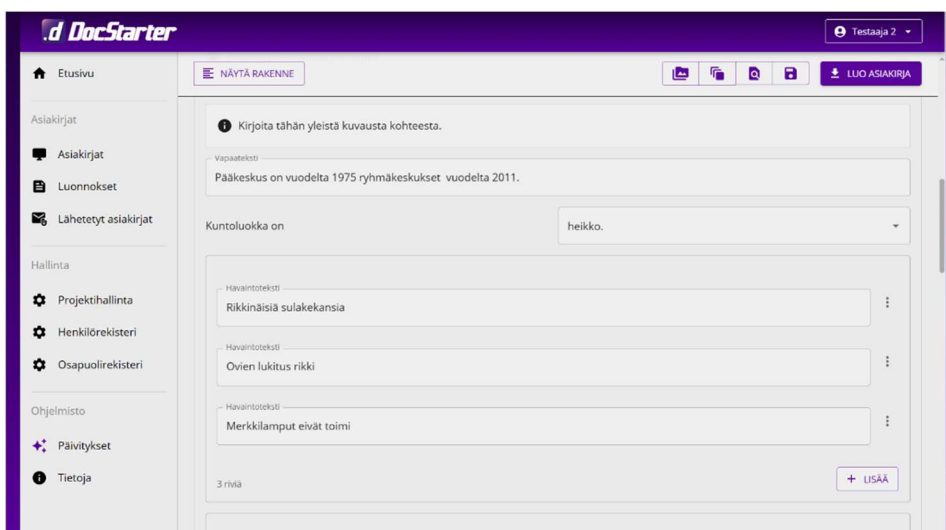 .d DocStarter
Testaaja 2
Etusivu
Asiakirjat
Asiakirjat
Luonnokset
Lähetetyt asiakirjat
Hallinta
Projektihallinta
Henkilörekisteri
Osapuolirekisteri
Ohjelmisto
Päivitykset
Tietoja
NÄYTÄ RAKENNE
LUO ASIAKIRJA
Kirjoita tähän yleistä kuvausta kohteesta.
Vapaateksti
Pääkeskus on vuodelta 1975 ryhmäkeskukset vuodelta 2011.
Kuntoluokka on
heikko.
Havaintoteksti
Rikkinäisiä sulakekansia
Havaintoteksti
Ovien lukitus rikki
Havaintoteksti
Merkkilamput eivät toimi
3 riviä
+ LISÄÄ